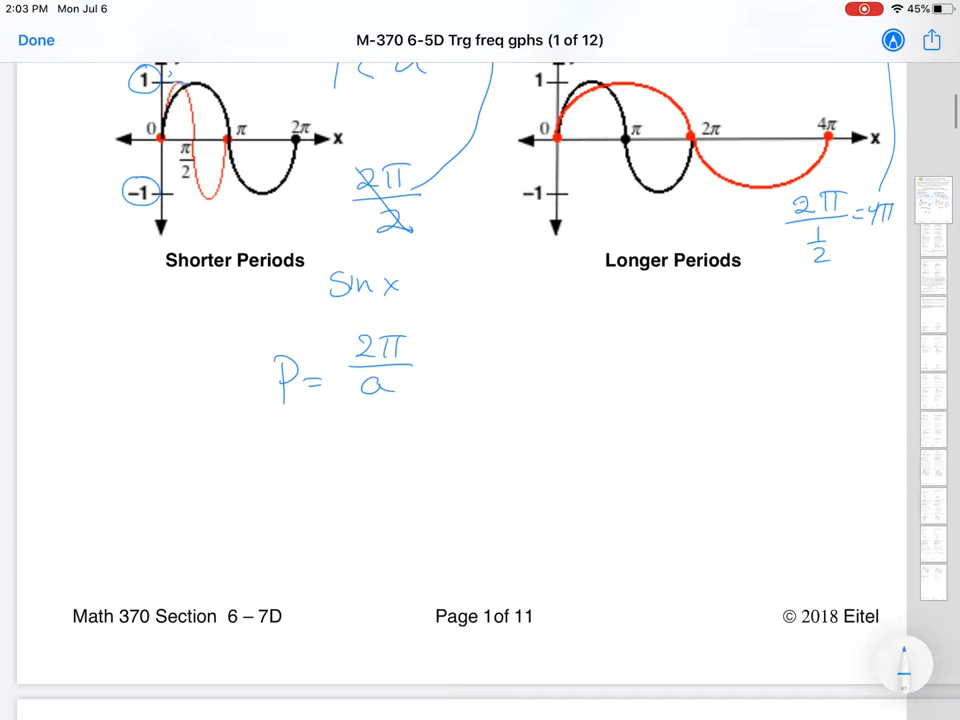 2:03 PM Mon Jul 6
45%
Done
M-370 6-5D Trg freq gphs (1 of 12)
1
0
π
2π
x
π
2
-1
2π
2
Shorter Periods
1
0
π
2π
4π
x
-1
2π
1
2
=4π
Longer Periods
Sin x
P= 2π
a
Math 370 Section 6 – 7D
Page 1of 11
© 2018 Eitel